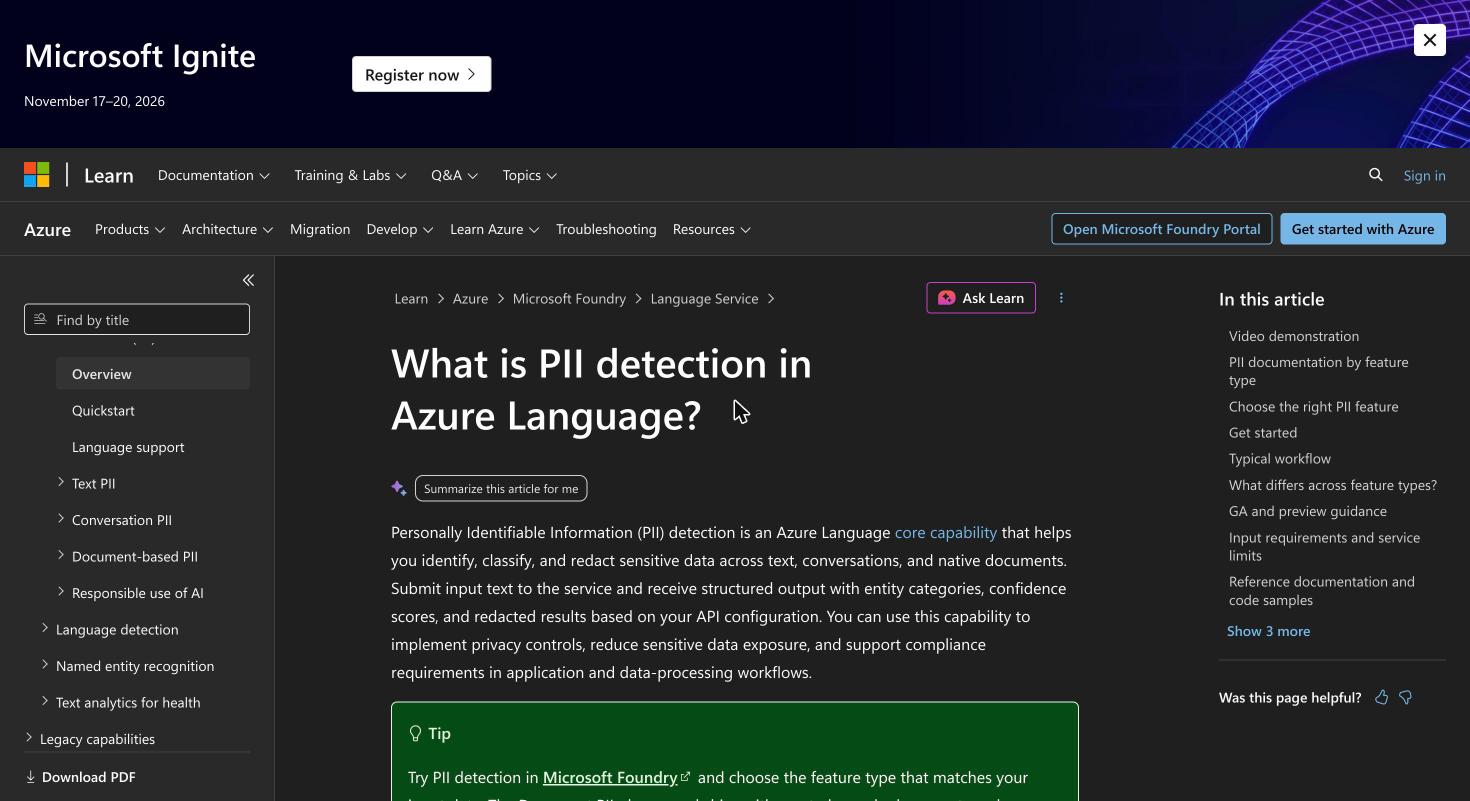 Microsoft Ignite
Register now
November 17–20, 2026
Learn
Documentation
Training & Labs
Q&A
Topics
Sign in
Azure
Products
Architecture
Migration
Develop
Learn Azure
Troubleshooting
Resources
Open Microsoft Foundry Portal
Get started with Azure
Find by title
Overview
Quickstart
Language support
Text PII
Conversation PII
Document-based PII
Responsible use of AI
Language detection
Named entity recognition
Text analytics for health
Legacy capabilities
Download PDF
Learn
Azure
Microsoft Foundry
Language Service
Ask Learn
What is PII detection in
Azure Language?
Summarize this article for me
Personally Identifiable Information (PII) detection is an Azure Language core capability that helps
you identify, classify, and redact sensitive data across text, conversations, and native documents.
Submit input text to the service and receive structured output with entity categories, confidence
scores, and redacted results based on your API configuration. You can use this capability to
implement privacy controls, reduce sensitive data exposure, and support compliance
requirements in application and data-processing workflows.
Tip
Try PII detection in Microsoft Foundry and choose the feature type that matches your
In this article
Video demonstration
PII documentation by feature
type
Choose the right PII feature
Get started
Typical workflow
What differs across feature types?
GA and preview guidance
Input requirements and service
limits
Reference documentation and
code samples
Show 3 more
Was this page helpful?